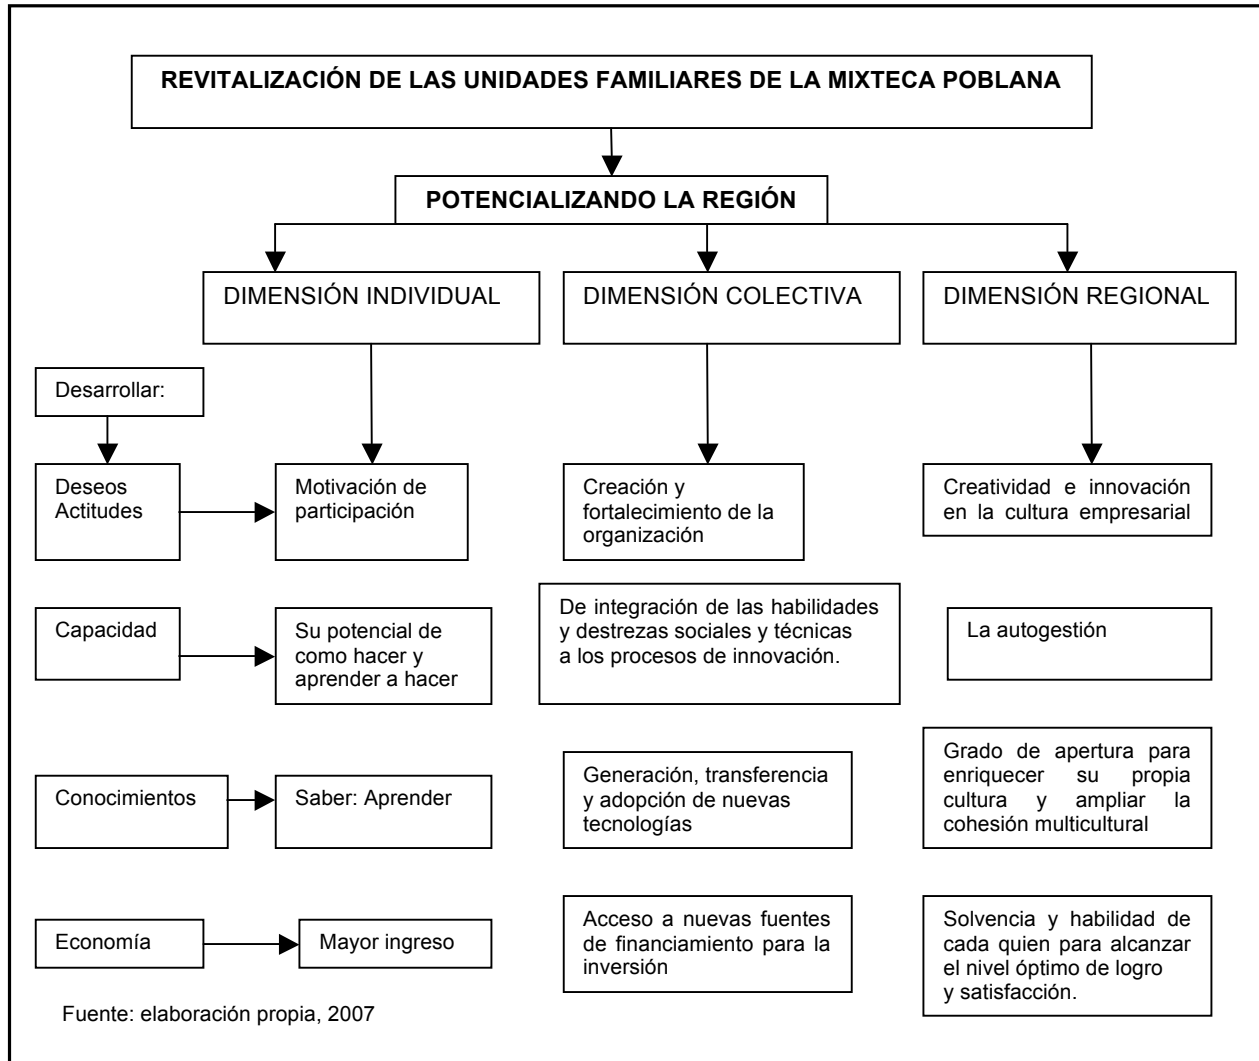 REVITALIZACIÓN DE LAS UNIDADES FAMILIARES DE LA MIXTECA POBLANA
POTENCIALIZANDO LA REGIÓN
DIMENSIÓN INDIVIDUAL
DIMENSIÓN COLECTIVA
DIMENSIÓN REGIONAL
Desarrollar:
Deseos
Actitudes
Motivación de
participación
Creación y
fortalecimiento de la
organización
Creatividad e innovación
en la cultura empresarial
Capacidad
Su potencial de
como hacer y
aprender a hacer
De integración de las habilidades
y destrezas sociales y técnicas
a los procesos de innovación.
La autogestión
Conocimientos
Saber: Aprender
Generación, transferencia
y adopción de nuevas
tecnologías
Grado de apertura para
enriquecer su propia
cultura y ampliar la
cohesión multicultural
Economía
Mayor ingreso
Acceso a nuevas fuentes
de financiamiento para la
inversión
Solvencia y habilidad de
cada quien para alcanzar
el nivel óptimo de logro
y satisfacción.
Fuente: elaboración propia, 2007